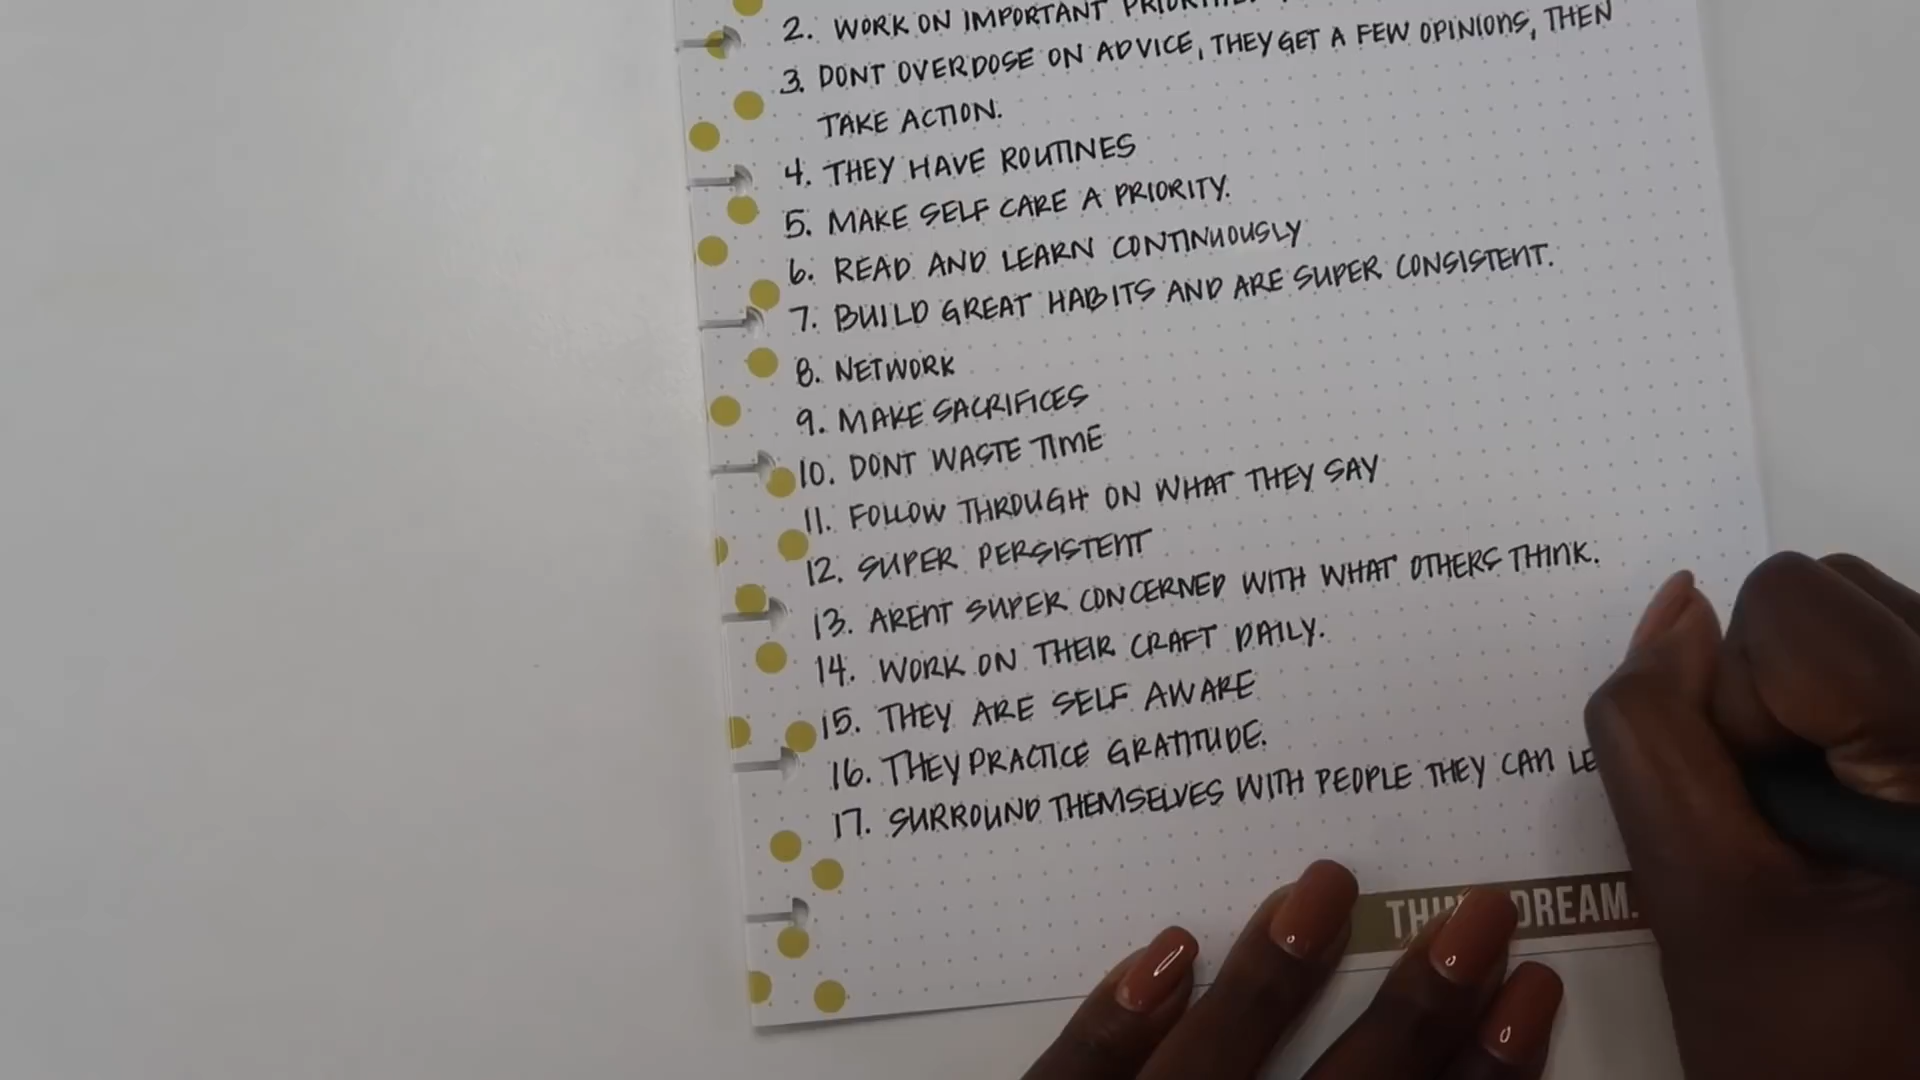 2. WORK ON IMPORTANT
3. DONT OVERDOSE ON ADVICE, THEY GET A FEW OPINIONS, THEN
TAKE ACTION.
4. THEY HAVE ROUTINES
5. MAKE SELF CARE A PRIORITY.
6. READ AND LEARN CONTINUOUSLY
7. BUILD GREAT HABITS AND ARE SUPER CONSISTENT.
8. NETWORK
9. MAKE SACRIFICES
10. DONT WASTE TIME
11. FOLLOW THROUGH ON WHAT THEY SAY
12. SUPER PERSISTENT
13. ARENT SUPER CONCERNED WITH WHAT OTHERS THINK.
14. WORK ON THEIR CRAFT DAILY.
15. THEY ARE SELF AWARE
16. THEY PRACTICE GRATITUDE.
17. SURROUND THEMSELVES WITH PEOPLE THEY CAN LE
DREAM.